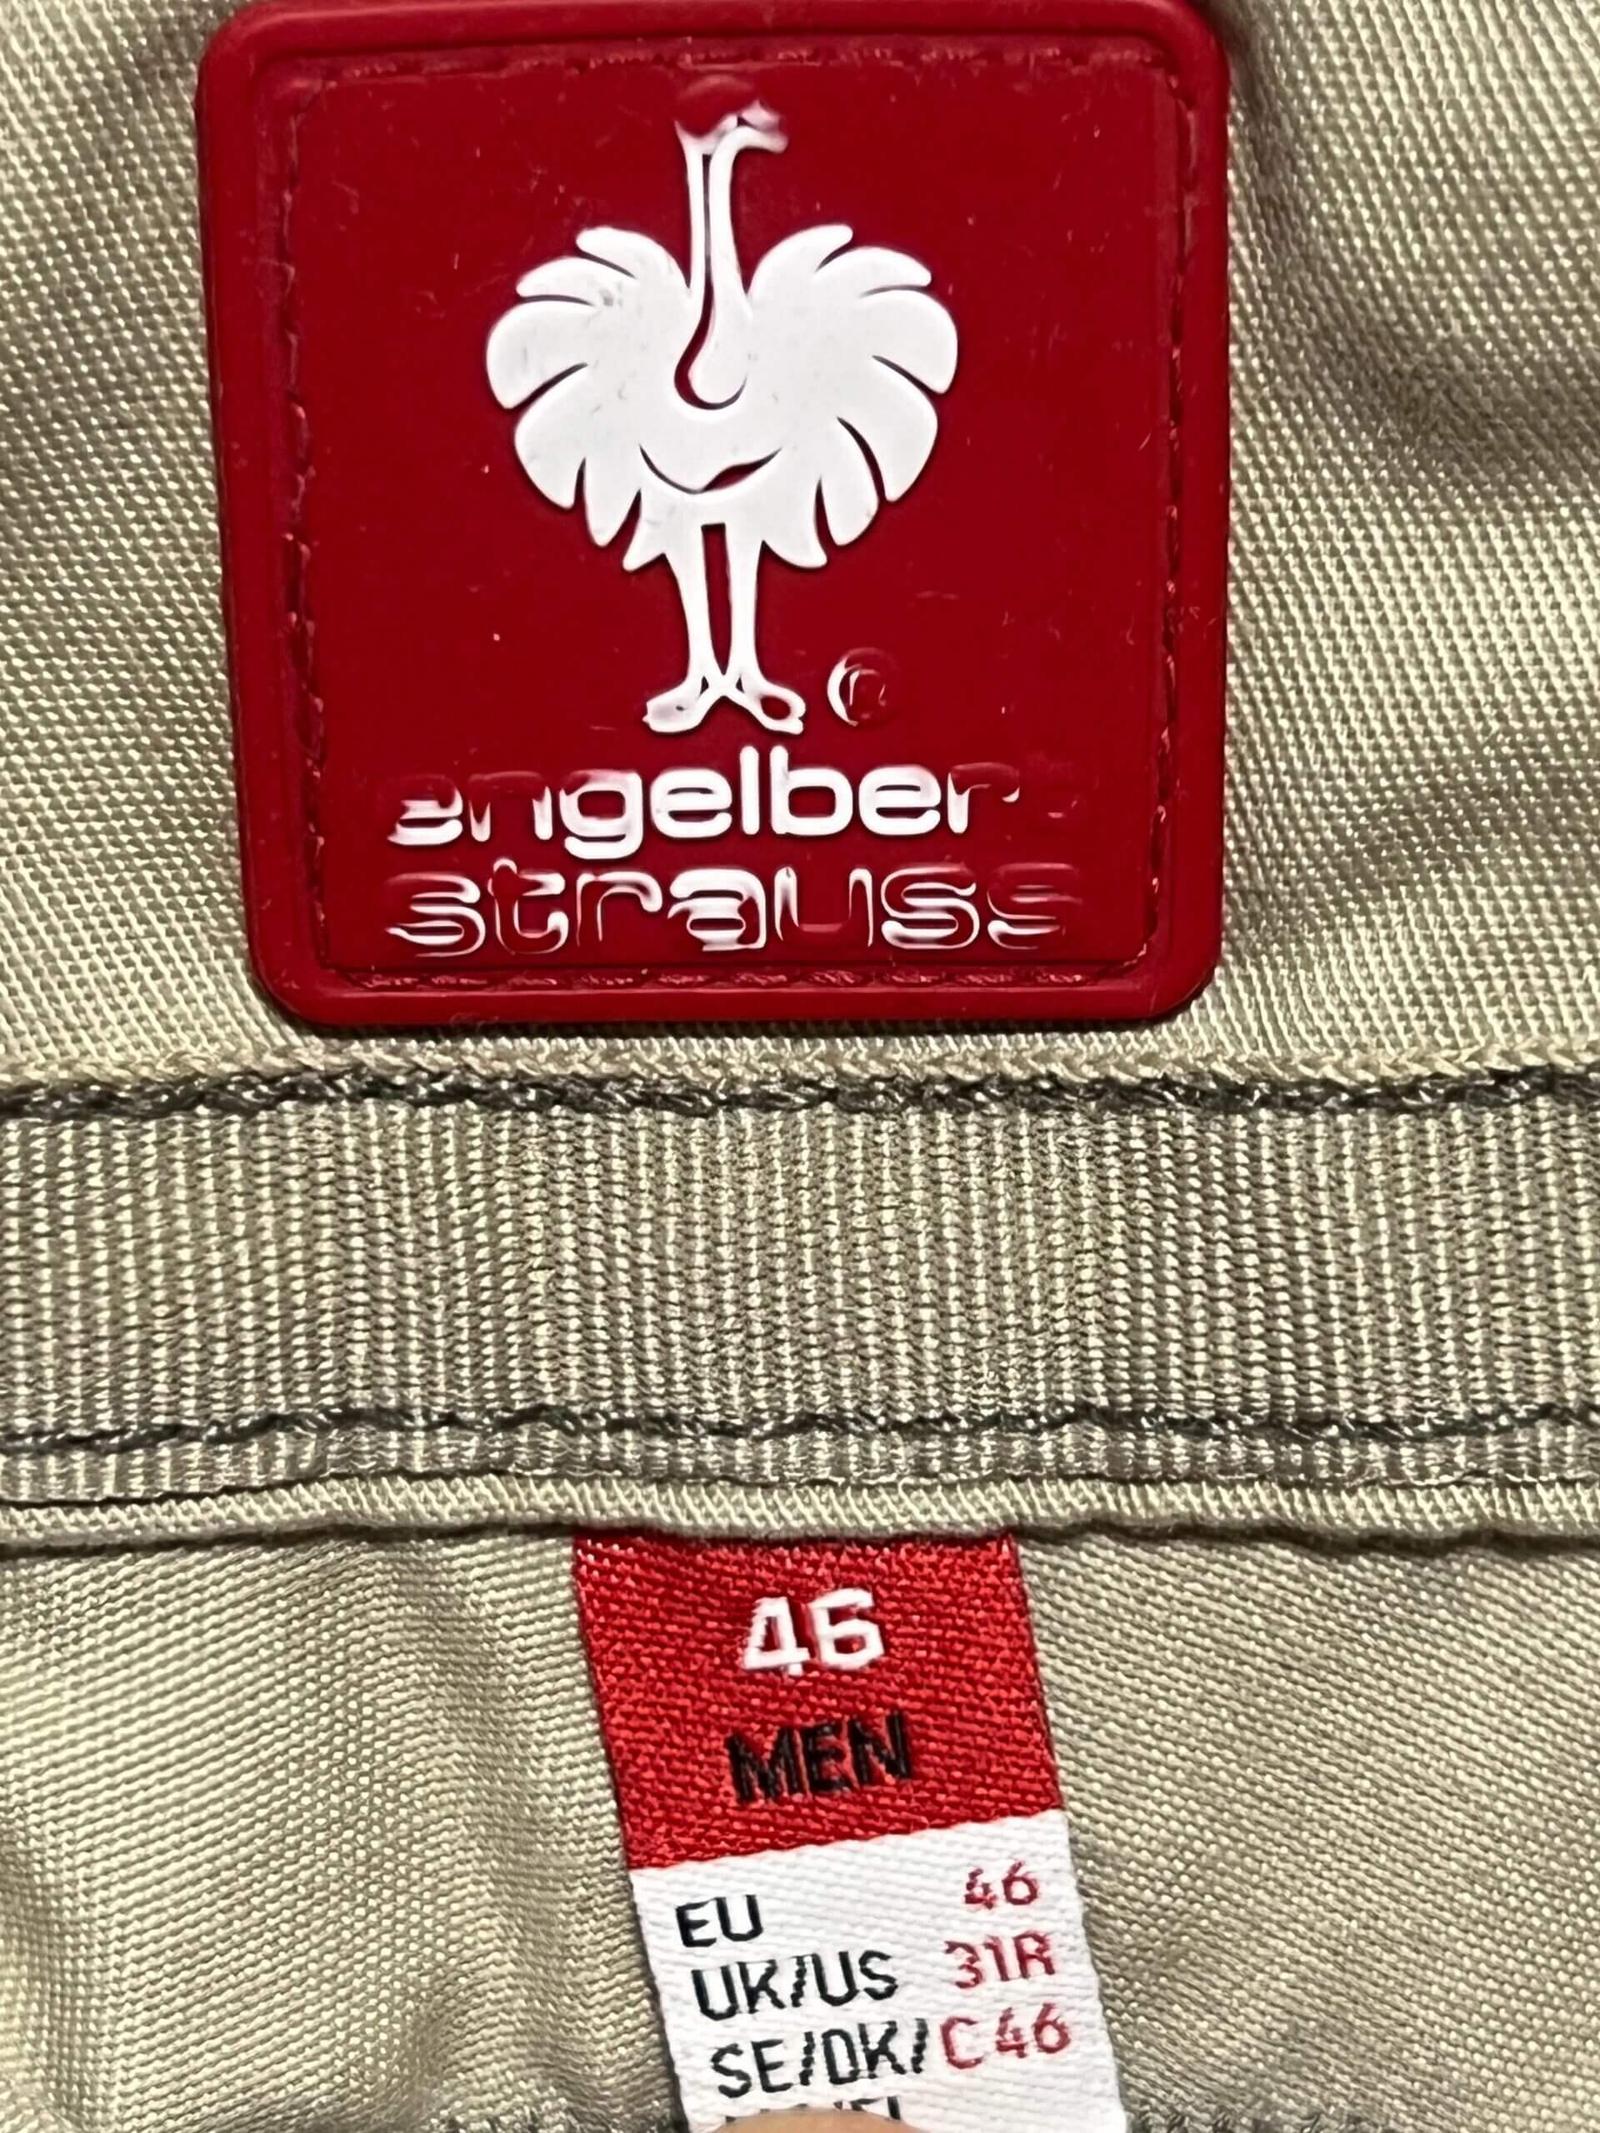 ®
engelbert
strauss
46
MEN
EU 46
UK/US 31R
SE/DK/ C46